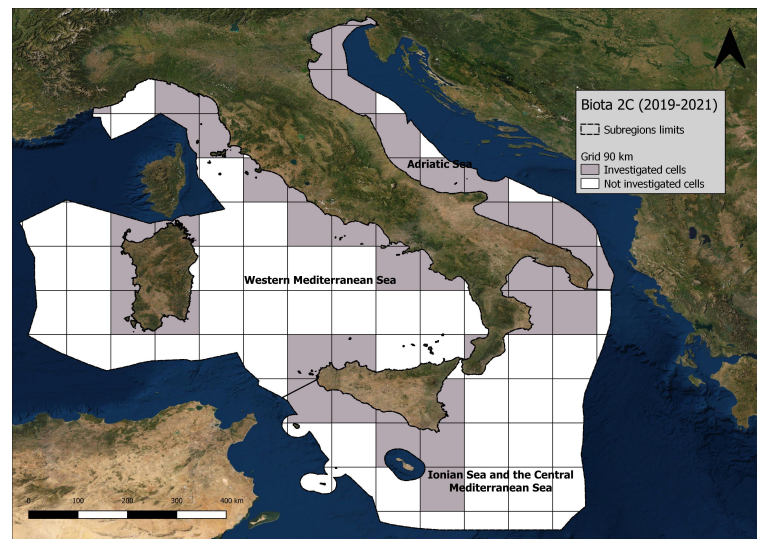 Biota 2C (2019-2021)
Subregions limits
Grid 90 km
Investigated cells
Not investigated cells
Adriatic Sea
Western Mediterranean Sea
Ionian Sea and the Central
Mediterranean Sea
0 100 200 300 400 km